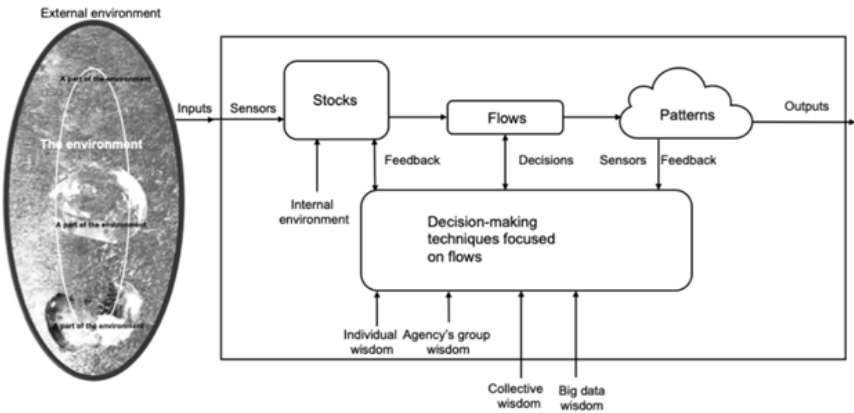 External environment
A part of the environment
The environment
A part of the environment
A part of the environment
Inputs
Sensors
Stocks
Flows
Patterns
Outputs
Feedback
Decisions
Sensors
Feedback
Internal
environment
Decision-making
techniques focused
on flows
Individual
wisdom
Agency's group
wisdom
Collective
wisdom
Big data
wisdom